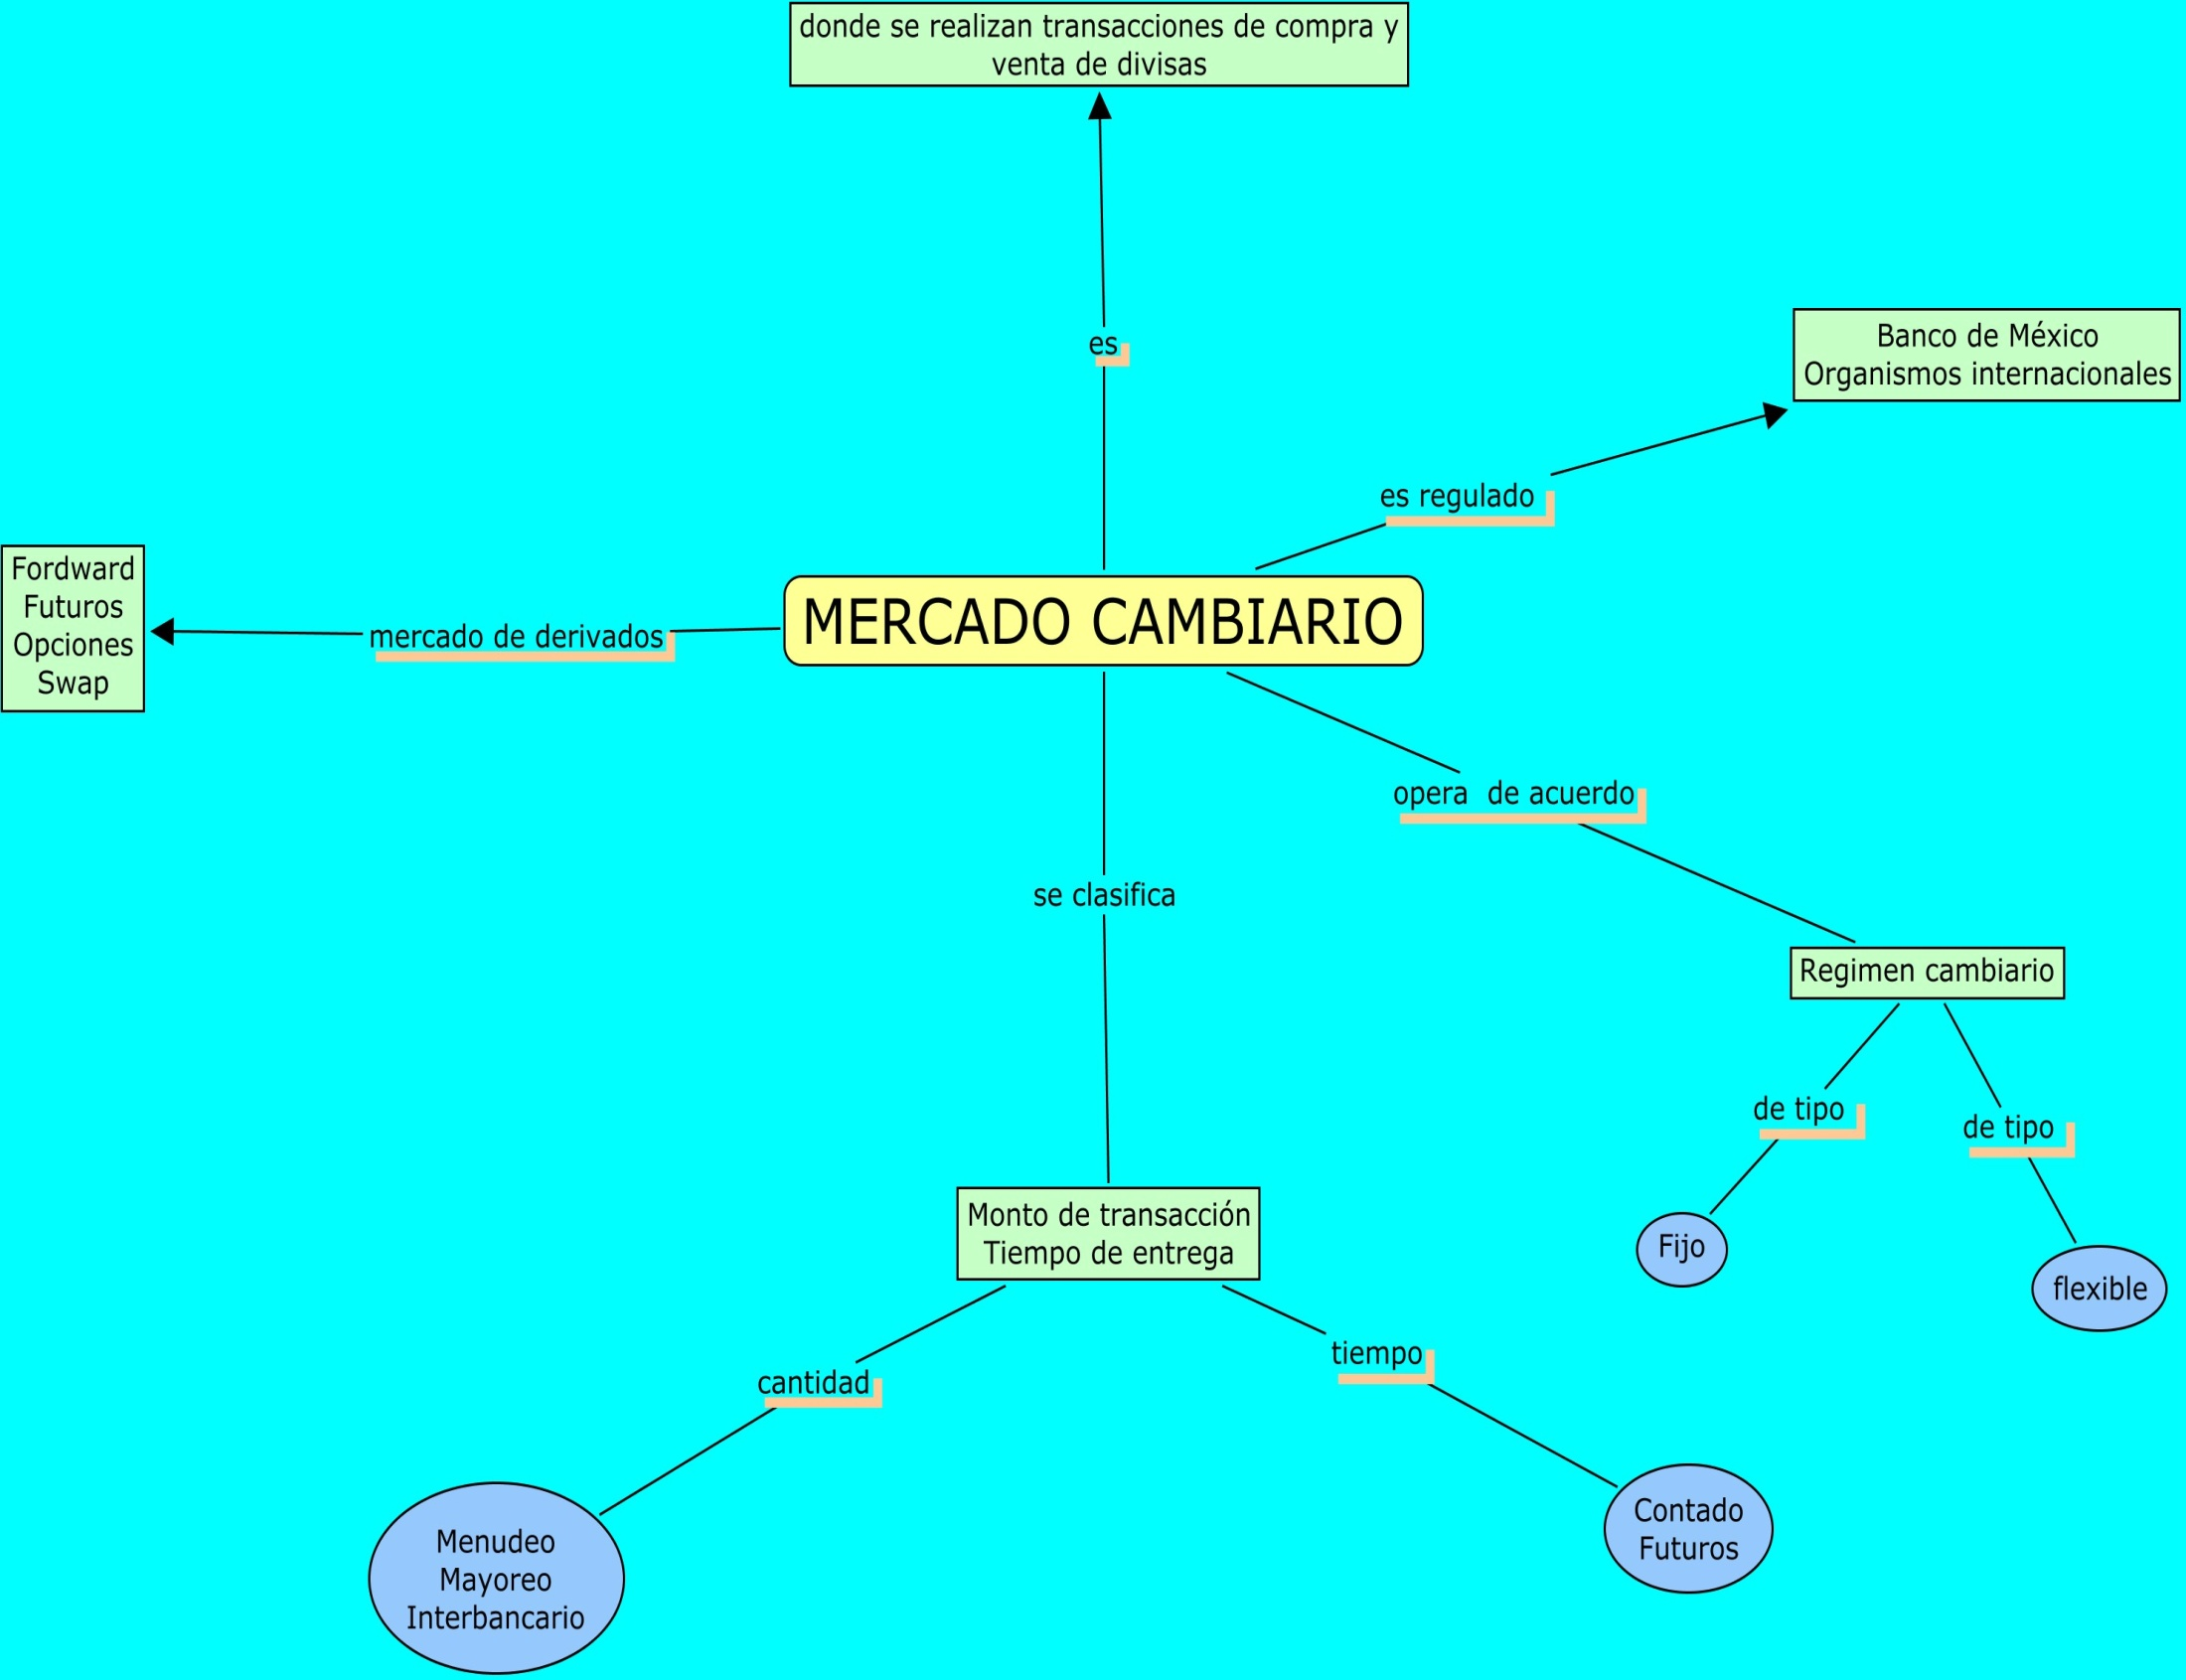 donde se realizan transacciones de compra y
venta de divisas
es
Banco de México
Organismos internacionales
es regulado
Fordward
Futuros
Opciones
Swap
mercado de derivados
MERCADO CAMBIARIO
opera de acuerdo
se clasifica
Regimen cambiario
de tipo
de tipo
Fijo
flexible
Monto de transacción
Tiempo de entrega
cantidad
tiempo
Menudeo
Mayoreo
Interbancario
Contado
Futuros